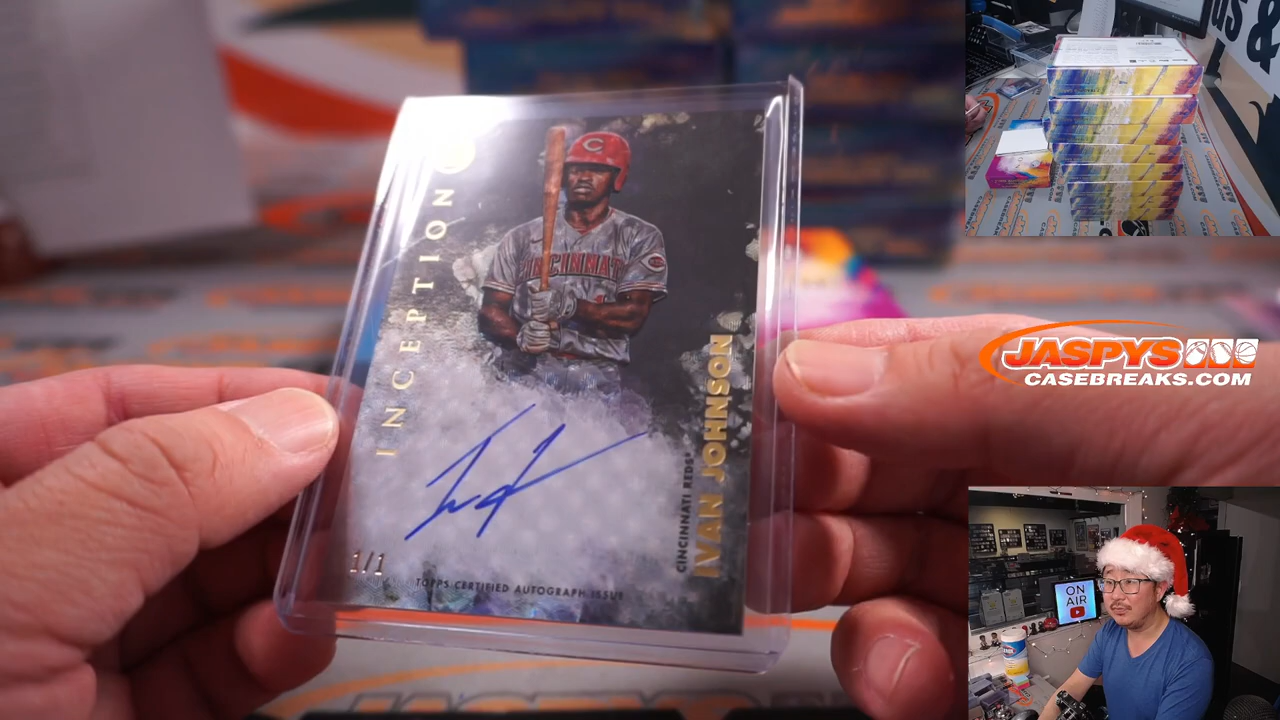 INCEPTION
C
CINCINNATI
CINCINNATI REDS®
IVAN JOHNSON
1/1
TOPPS CERTIFIED AUTOGRAPH ISSUE
JASPYS
CASEBREAKS.COM
ON
AIR
&